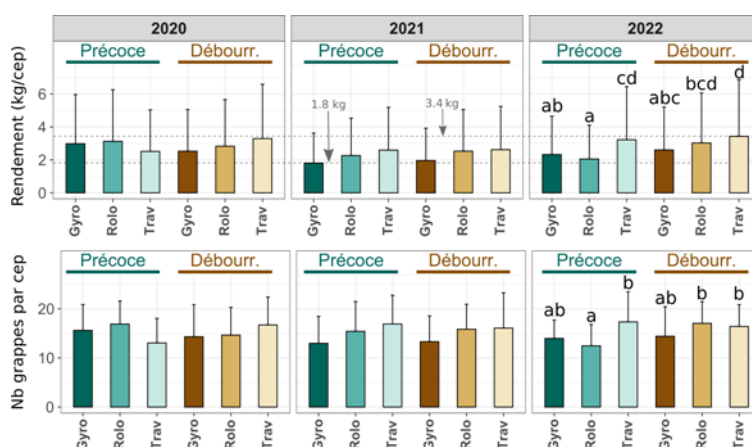 2020 2021 2022
Rendement (kg/cep)
Précoce Débourr. Précoce Débourr. Précoce Débourr.
6
4
2
0
1.8 kg
3.4 kg
ab a cd abc bcd d
Gyro Rolo Trav Gyro Rolo Trav Gyro Rolo Trav Gyro Rolo Trav Gyro Rolo Trav Gyro Rolo Trav
Nb grappes par cep
Précoce Débourr. Précoce Débourr. Précoce Débourr.
20
10
0
ab a b ab b b
Gyro Rolo Trav Gyro Rolo Trav Gyro Rolo Trav Gyro Rolo Trav Gyro Rolo Trav Gyro Rolo Trav